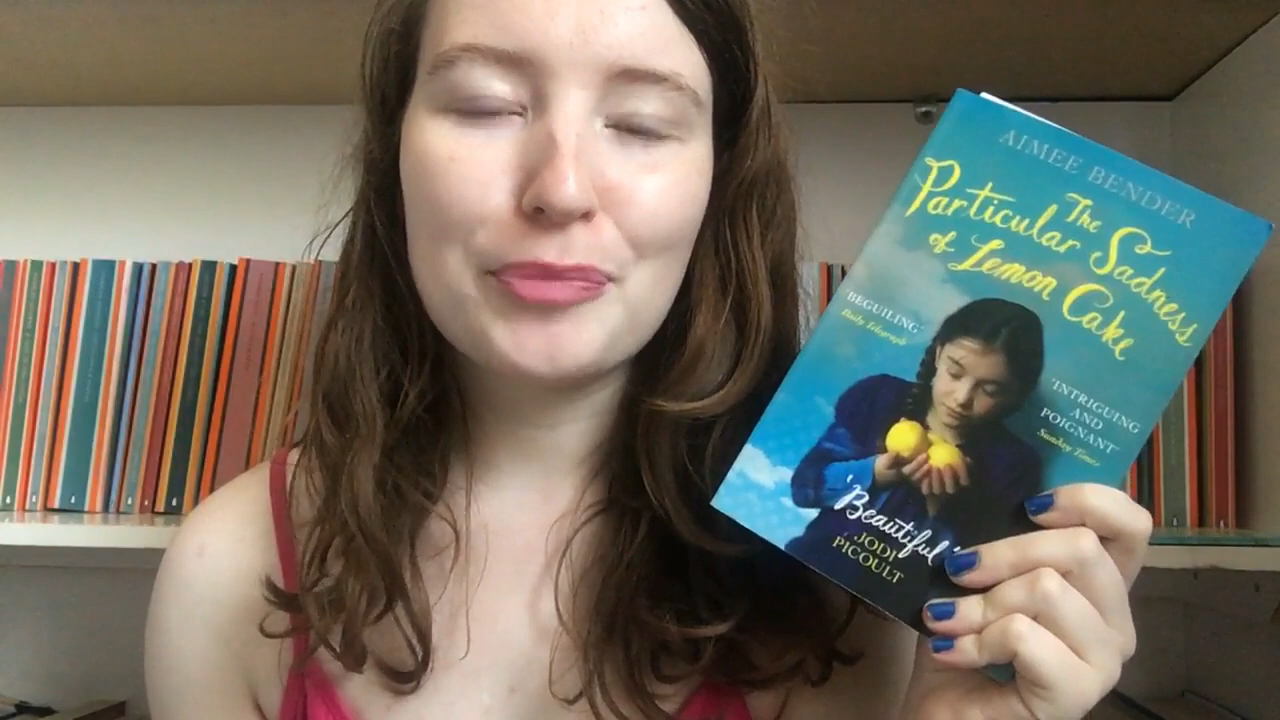 AIMEE BENDER
The
Particular Sadness
of Lemon Cake
BEGUILING'
Daily Telegraph
'INTRIGUING
AND
POIGNANT'
Sunday Times
'Beautiful'
JODI
PICOULT